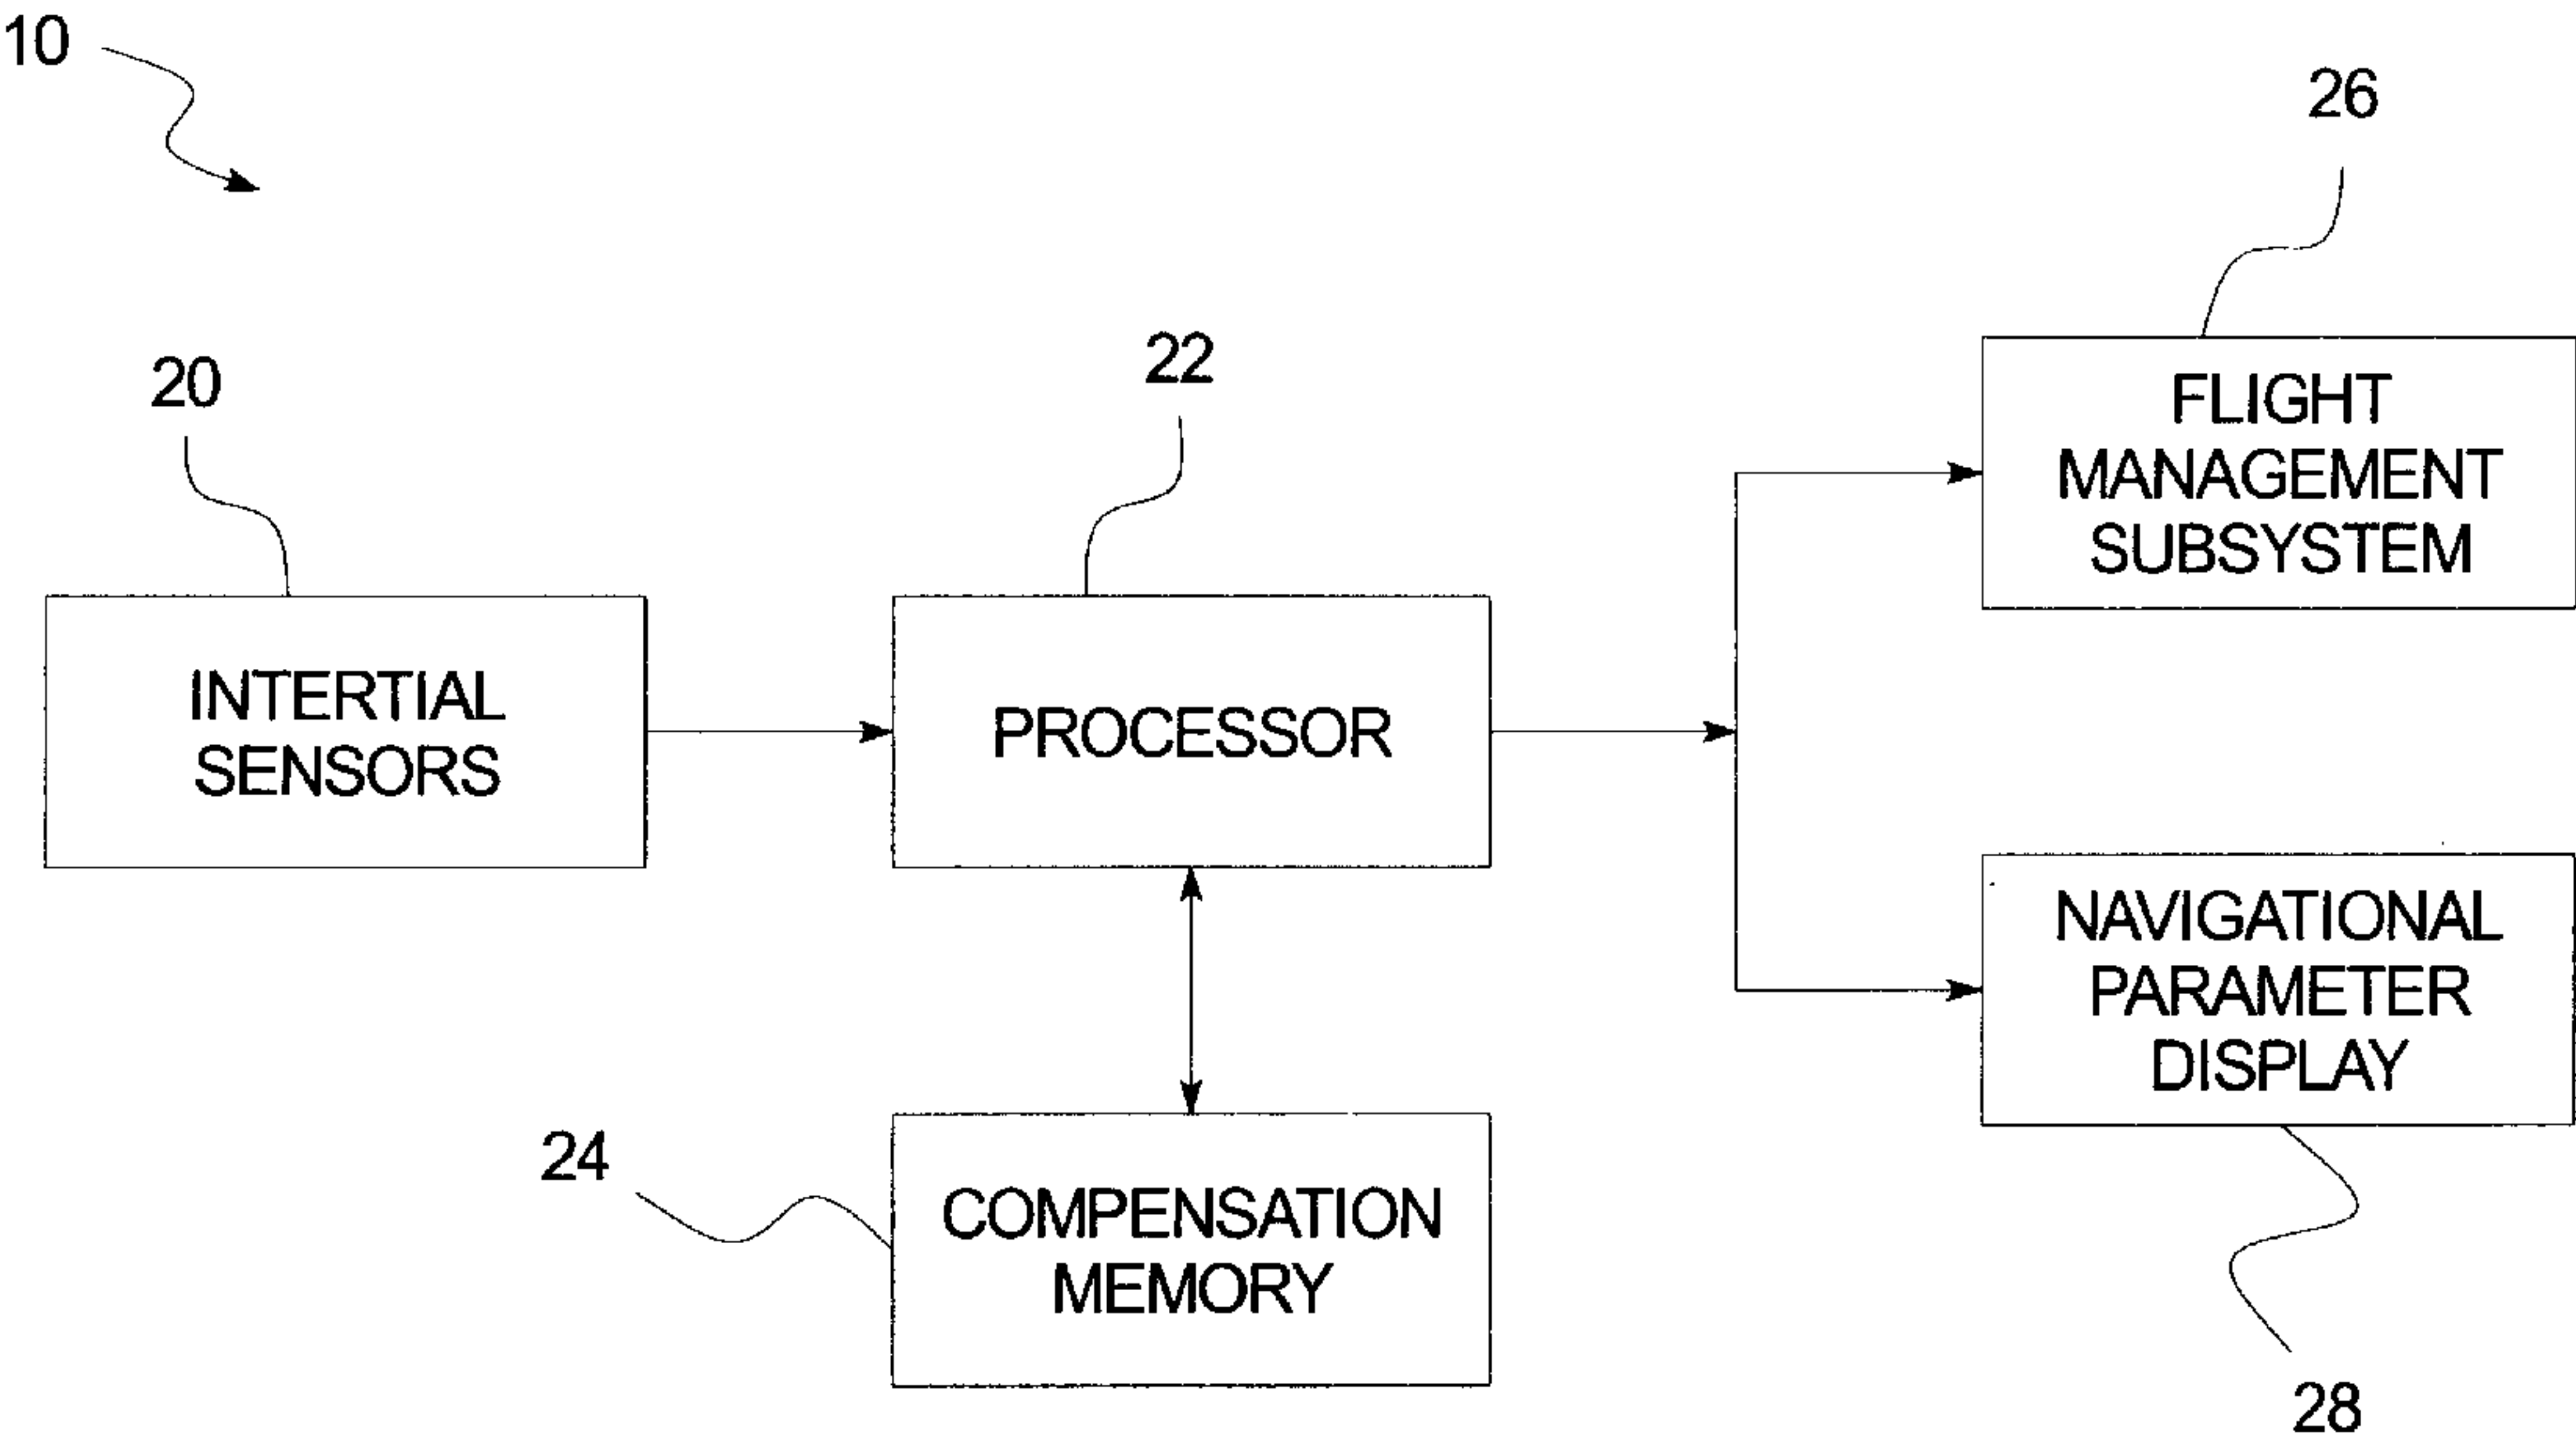 10
26
22
20
FLIGHT
MANAGEMENT
SUBSYSTEM
INTERTIAL
SENSORS
PROCESSOR
NAVIGATIONAL
PARAMETER
DISPLAY
24
COMPENSATION
MEMORY
28